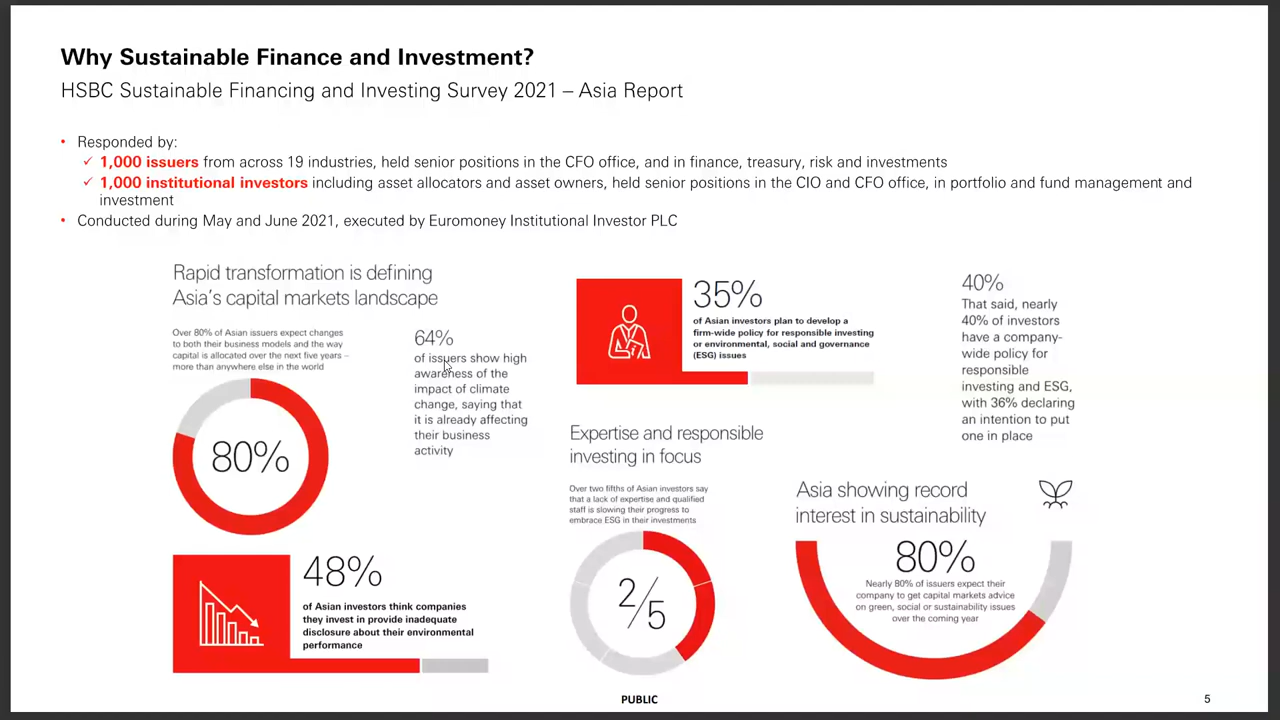 Why Sustainable Finance and Investment?
HSBC Sustainable Financing and Investing Survey 2021 – Asia Report
• Responded by:
✓ 1,000 issuers from across 19 industries, held senior positions in the CFO office, and in finance, treasury, risk and investments
✓ 1,000 institutional investors including asset allocators and asset owners, held senior positions in the CIO and CFO office, in portfolio and fund management and
investment
• Conducted during May and June 2021, executed by Euromoney Institutional Investor PLC
Rapid transformation is defining
Asia's capital markets landscape
Over 80% of Asian issuers expect changes
to both their business models and the way
capital is allocated over the next five years –
more than anywhere else in the world
80%
64%
of issuers show high
awareness of the
impact of climate
change, saying that
it is already affecting
their business
activity
48%
of Asian investors think companies
they invest in provide inadequate
disclosure about their environmental
performance
35%
of Asian investors plan to develop a
firm-wide policy for responsible investing
or environmental, social and governance
(ESG) issues
Expertise and responsible
investing in focus
Over two fifths of Asian investors say
that a lack of expertise and qualified
staff is slowing their progress to
embrace ESG in their investments
2/5
40%
That said, nearly
40% of investors
have a company-
wide policy for
responsible
investing and ESG,
with 36% declaring
an intention to put
one in place
Asia showing record
interest in sustainability
80%
Nearly 80% of issuers expect their
company to get capital markets advice
on green, social or sustainability issues
over the coming year
PUBLIC
5